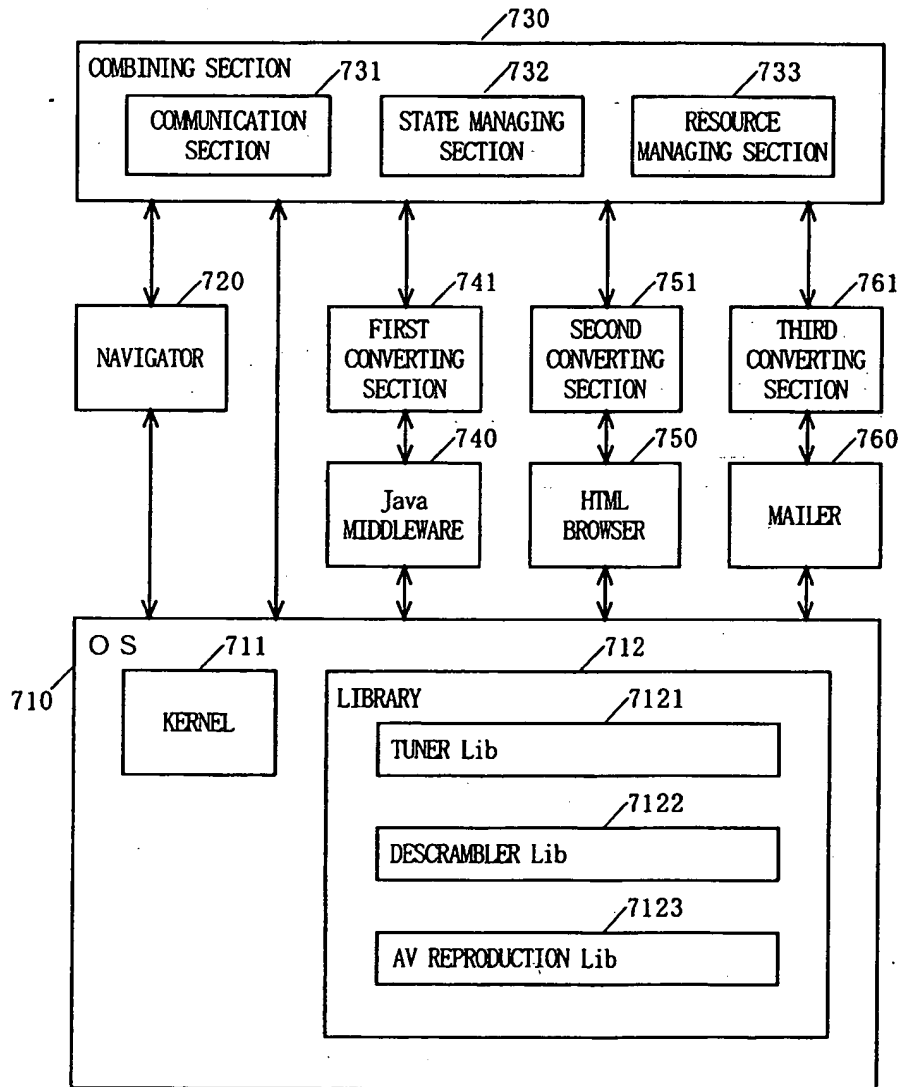 730
COMBINING SECTION
731
732
733
COMMUNICATION
SECTION
STATE MANAGING
SECTION
RESOURCE
MANAGING SECTION
720
741
751
761
NAVIGATOR
FIRST
CONVERTING
SECTION
SECOND
CONVERTING
SECTION
THIRD
CONVERTING
SECTION
740
750
760
Java
MIDDLEWARE
HTML
BROWSER
MAILER
OS
710
711
KERNEL
712
LIBRARY
7121
TUNER Lib
7122
DESCRAMBLER Lib
7123
AV REPRODUCTION Lib